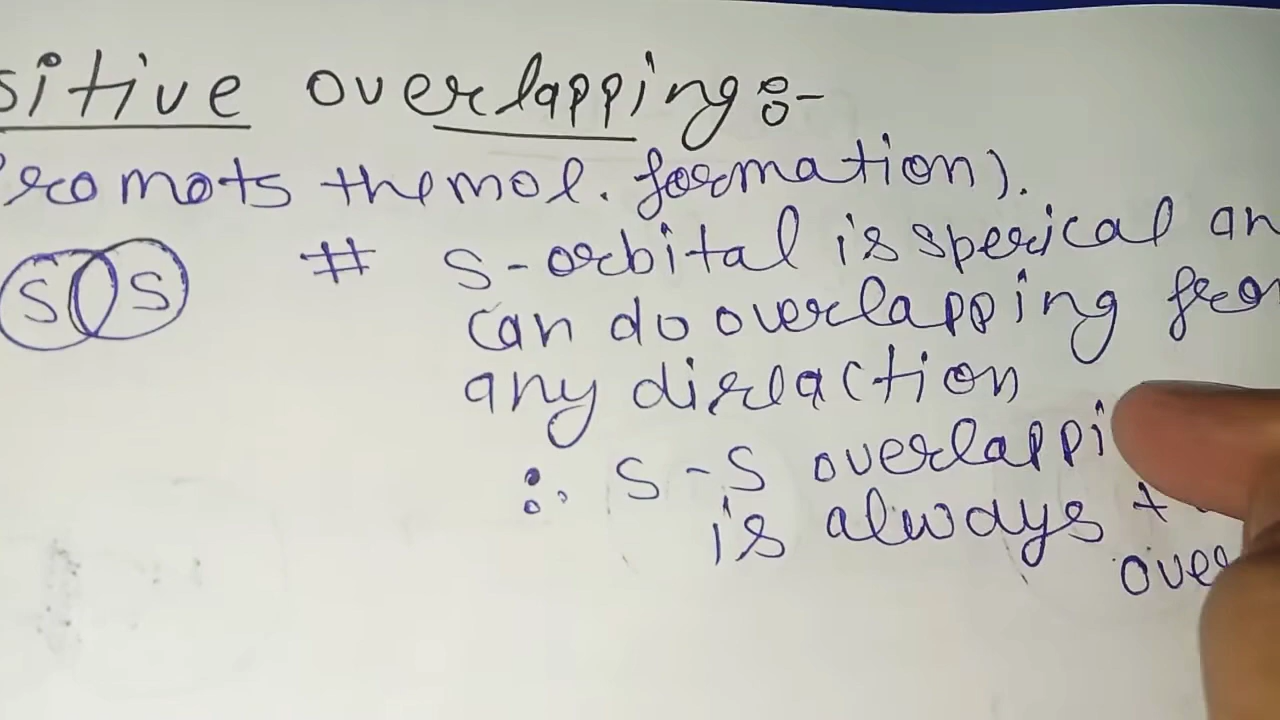 sitive overlapping:-
romots the mol. formation).
S S # S-orbital is sperical an
can do overlapping fro
any diraction
∴ S-S overlappi
is always +
over